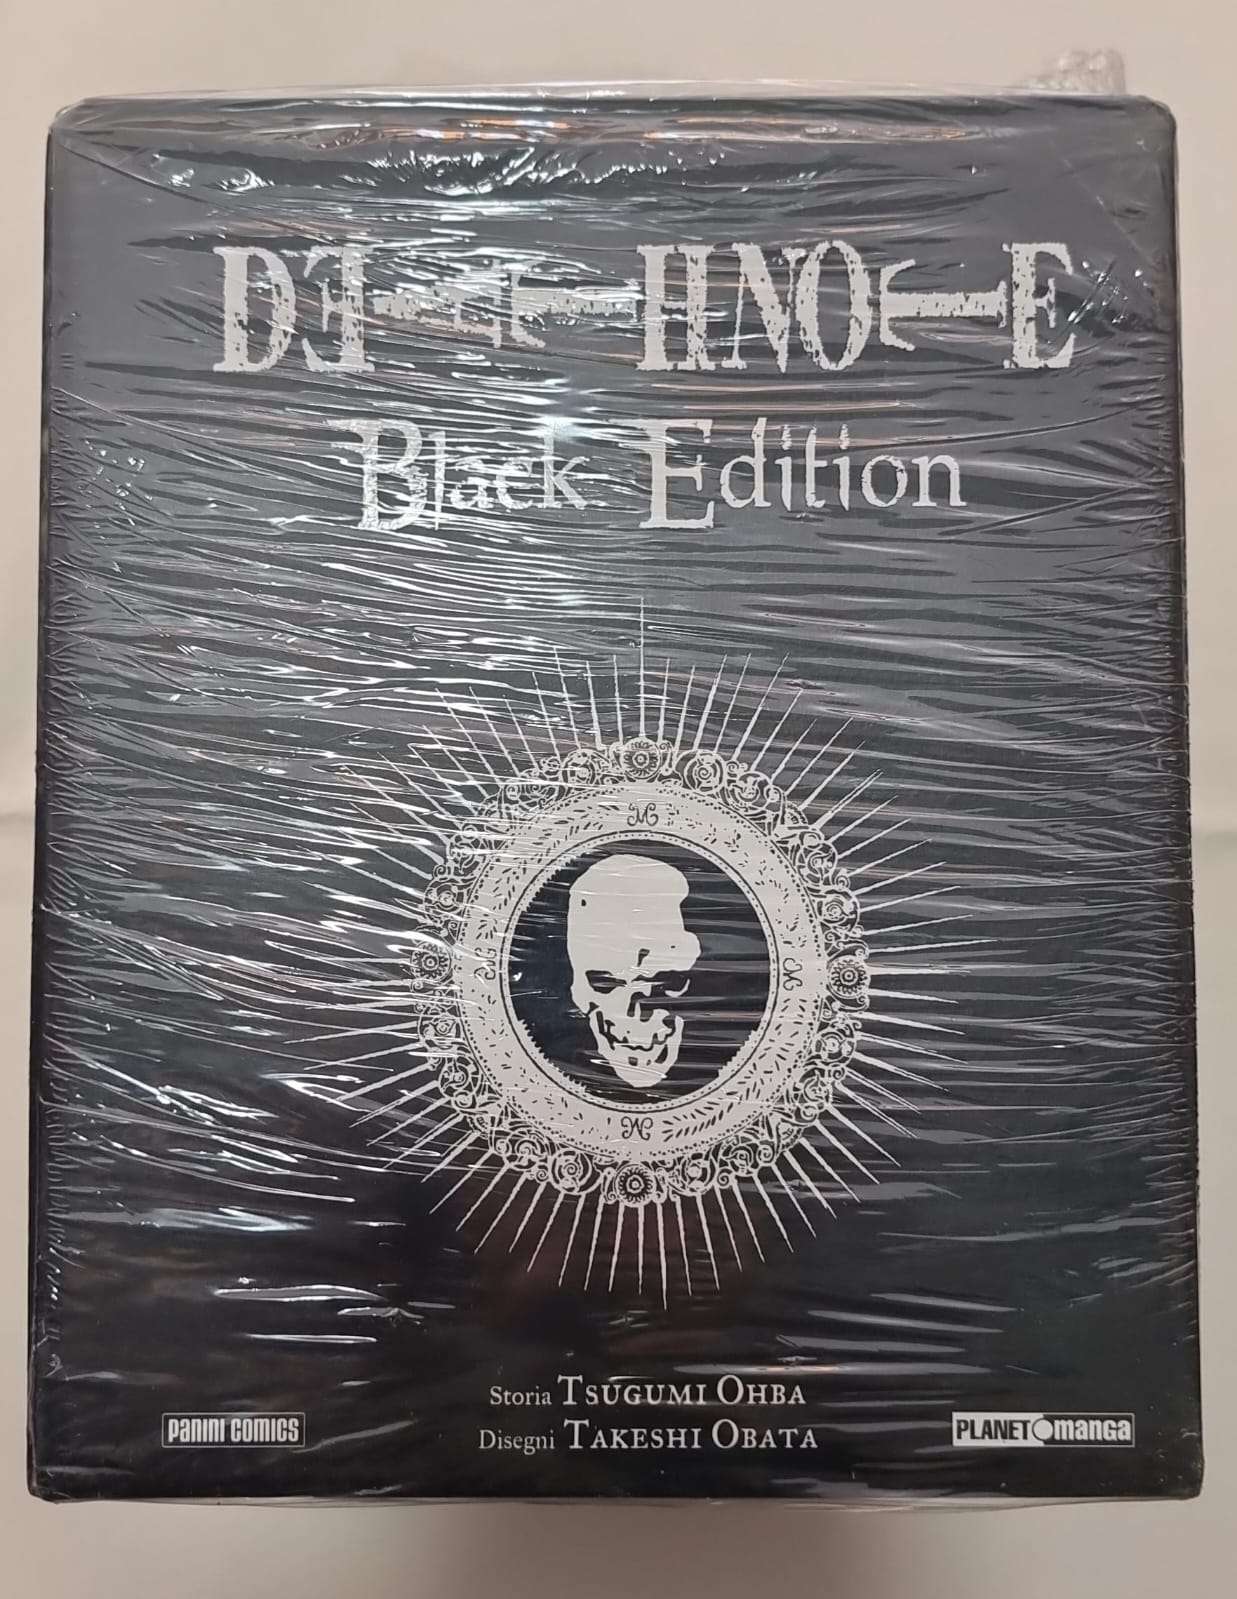 DEATH NOTE
Black Edition
M
M
M
M
Storia TSUGUMI OHBA
Disegni TAKESHI OBATA
PANINI COMICS
PLANET manga